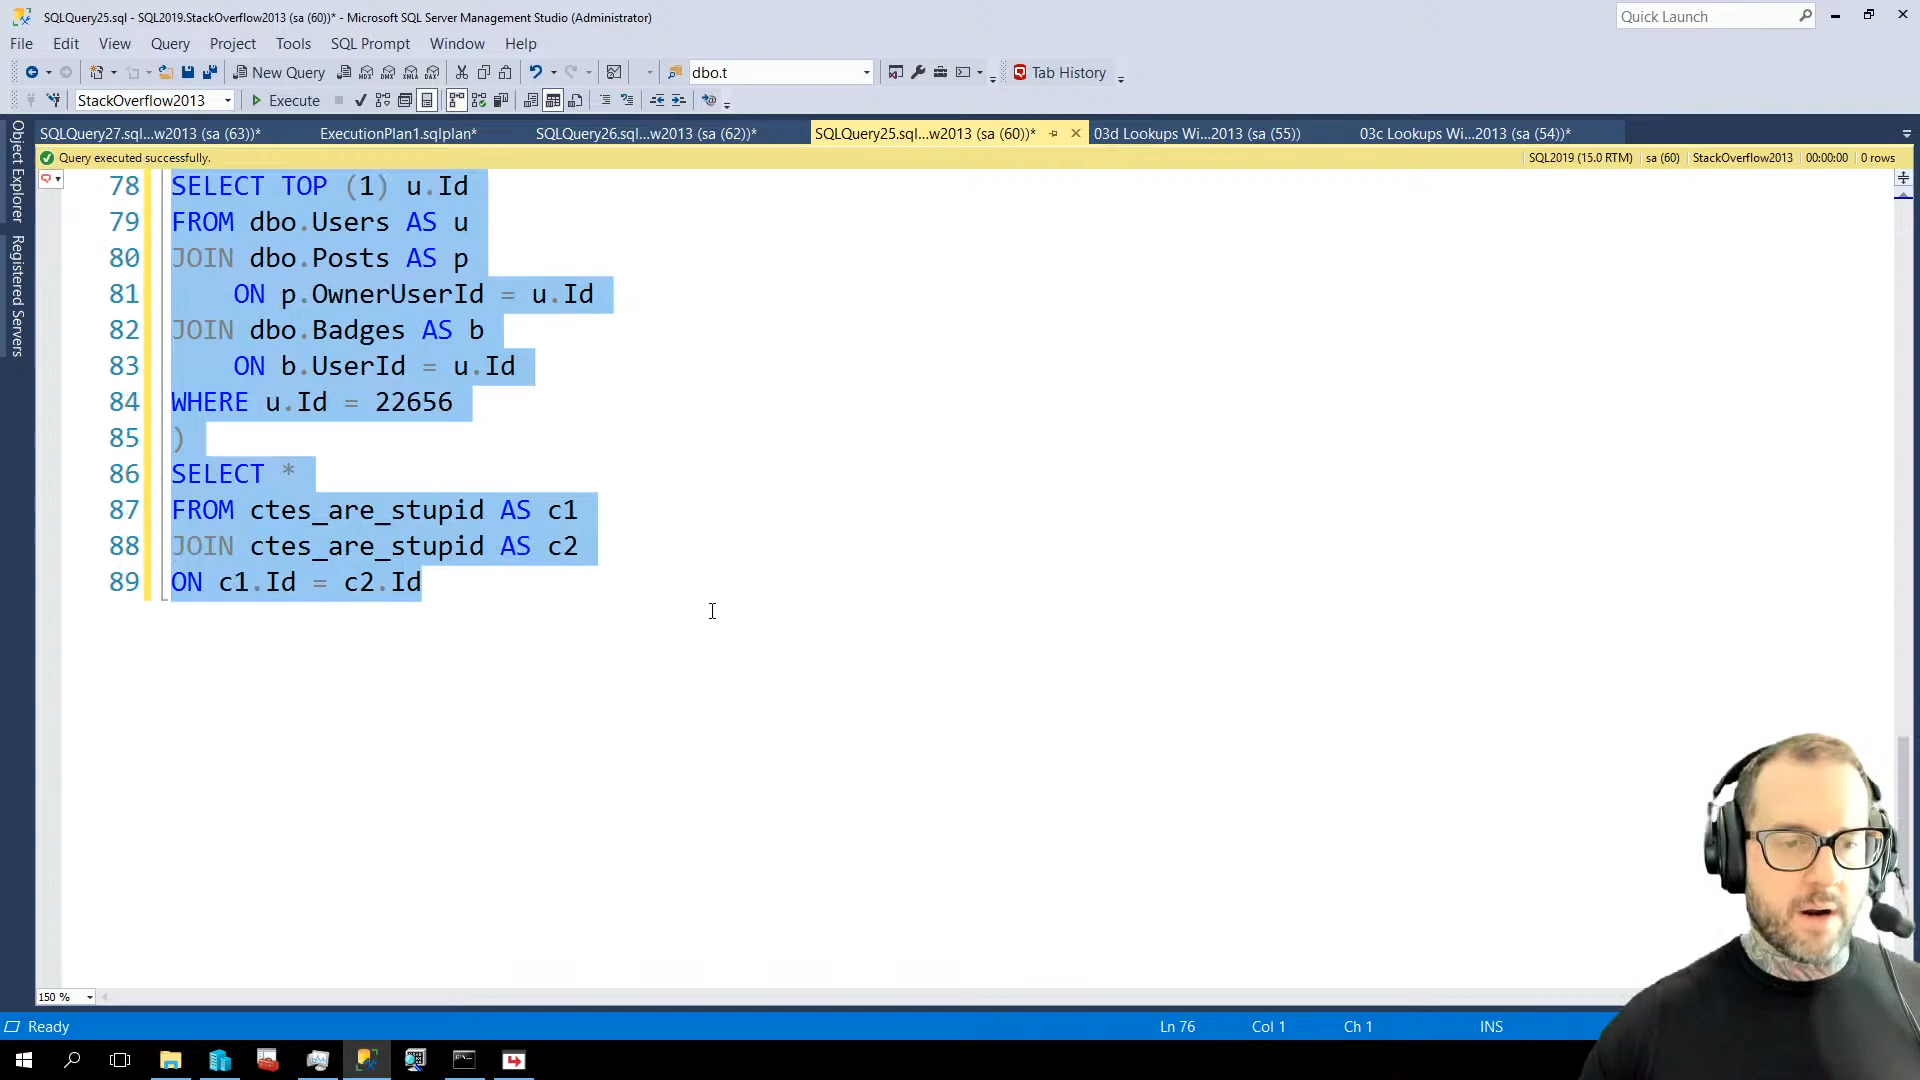 SQLQuery25.sql - SQL2019.StackOverflow2013 (sa (60))* - Microsoft SQL Server Management Studio (Administrator)
Quick Launch
File Edit View Query Project Tools SQL Prompt Window Help
New Query
dbo.t
Tab History
StackOverflow2013
Execute
SQLQuery27.sql...w2013 (sa (63))*
ExecutionPlan1.sqlplan*
SQLQuery26.sql...w2013 (sa (62))*
SQLQuery25.sql...w2013 (sa (60))*
03d Lookups Wi...2013 (sa (55))
03c Lookups Wi...2013 (sa (54))*
Query executed successfully.
SQL2019 (15.0 RTM) sa (60) StackOverflow2013 00:00:00 0 rows
Object Explorer
Registered Servers
78 SELECT TOP (1) u.Id
79 FROM dbo.Users AS u
80 JOIN dbo.Posts AS p
81 ON p.OwnerUserId = u.Id
82 JOIN dbo.Badges AS b
83 ON b.UserId = u.Id
84 WHERE u.Id = 22656
85 )
86 SELECT *
87 FROM ctes_are_stupid AS c1
88 JOIN ctes_are_stupid AS c2
89 ON c1.Id = c2.Id
150 %
Ready
Ln 76 Col 1 Ch 1 INS